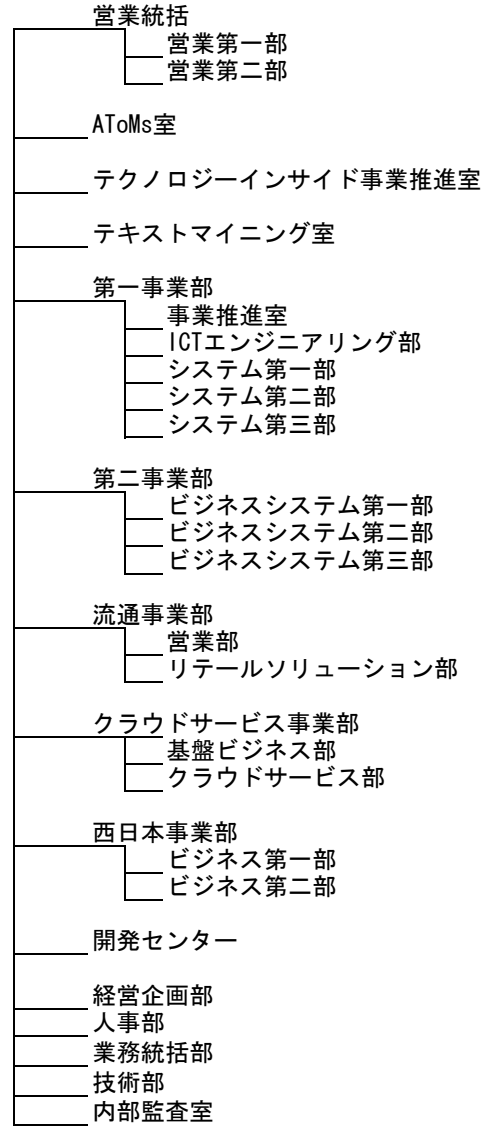 営業統括
営業第一部
営業第二部
AToMs室
テクノロジーインサイド事業推進室
テキストマイニング室
第一事業部
事業推進室
ICTエンジニアリング部
システム第一部
システム第二部
システム第三部
第二事業部
ビジネスシステム第一部
ビジネスシステム第二部
ビジネスシステム第三部
流通事業部
営業部
リテールソリューション部
クラウドサービス事業部
基盤ビジネス部
クラウドサービス部
西日本事業部
ビジネス第一部
ビジネス第二部
開発センター
経営企画部
人事部
業務統括部
技術部
内部監査室